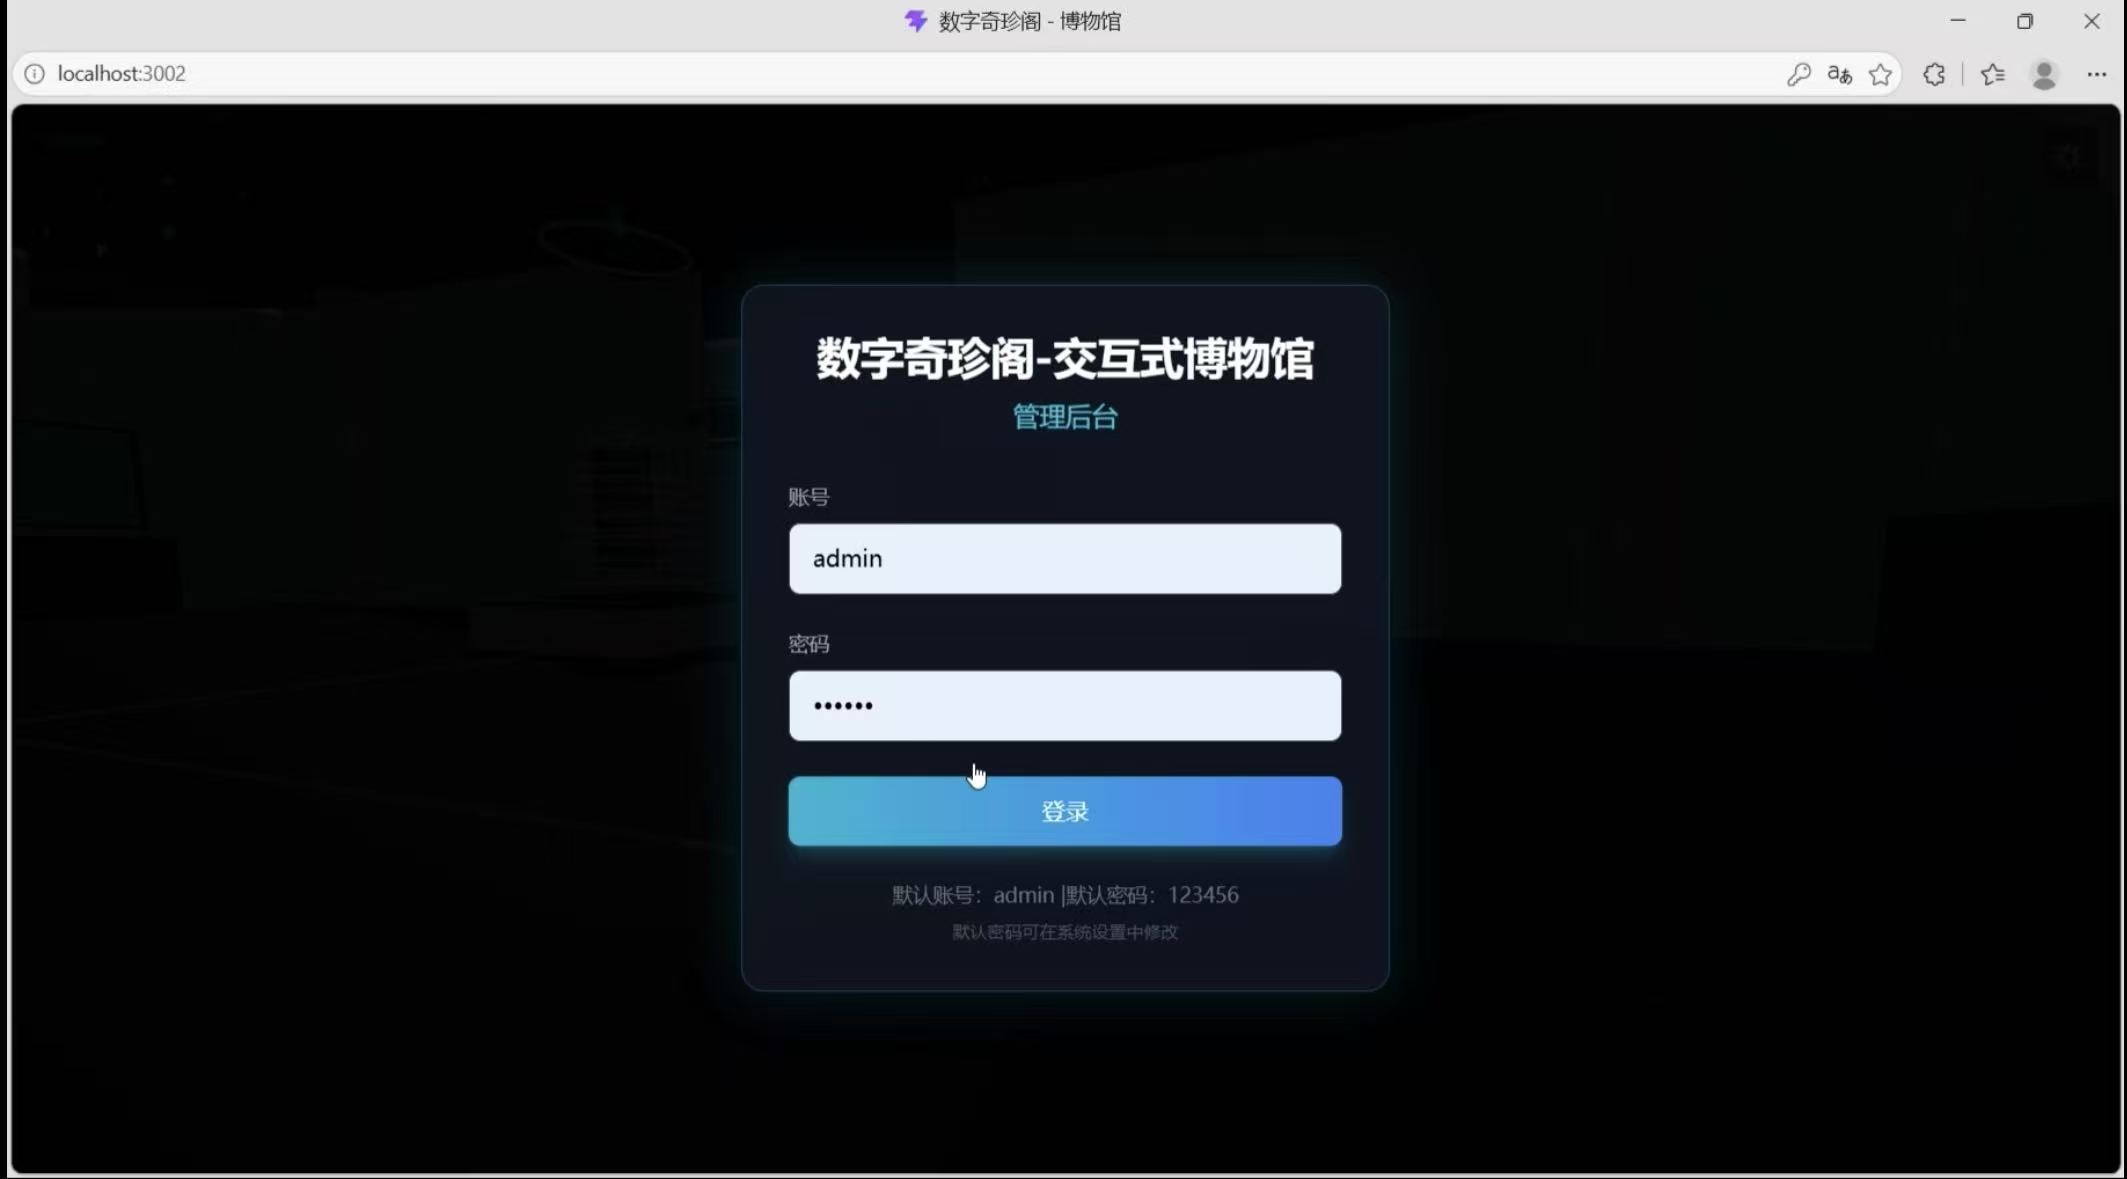 数字奇珍阁 - 博物馆
localhost:3002
数字奇珍阁-交互式博物馆
管理后台
账号
admin
密码
••••••
登录
默认账号：admin |默认密码：123456
默认密码可在系统设置中修改